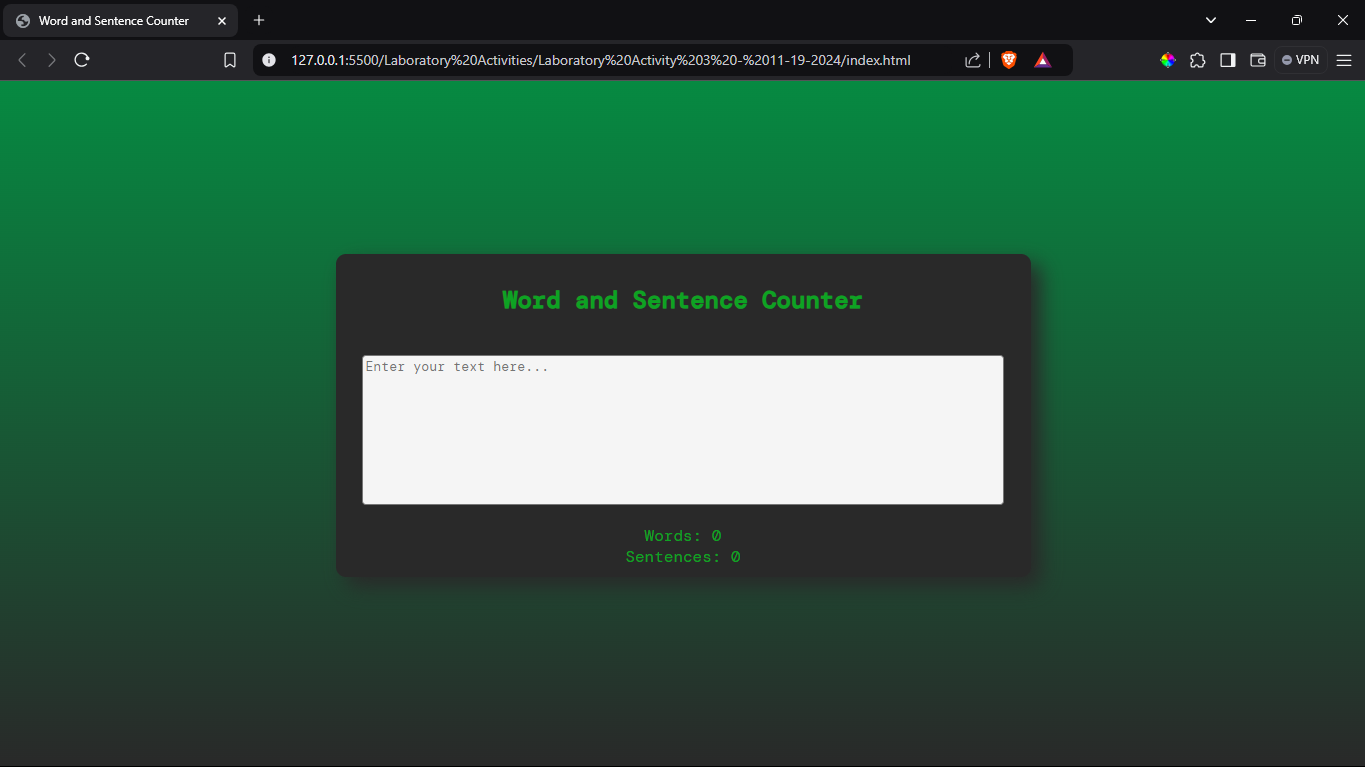 Word and Sentence Counter
127.0.0.1:5500/Laboratory%20Activities/Laboratory%20Activity%203%20-%2011-19-2024/index.html
VPN
Word and Sentence Counter
Enter your text here...
Words: 0
Sentences: 0